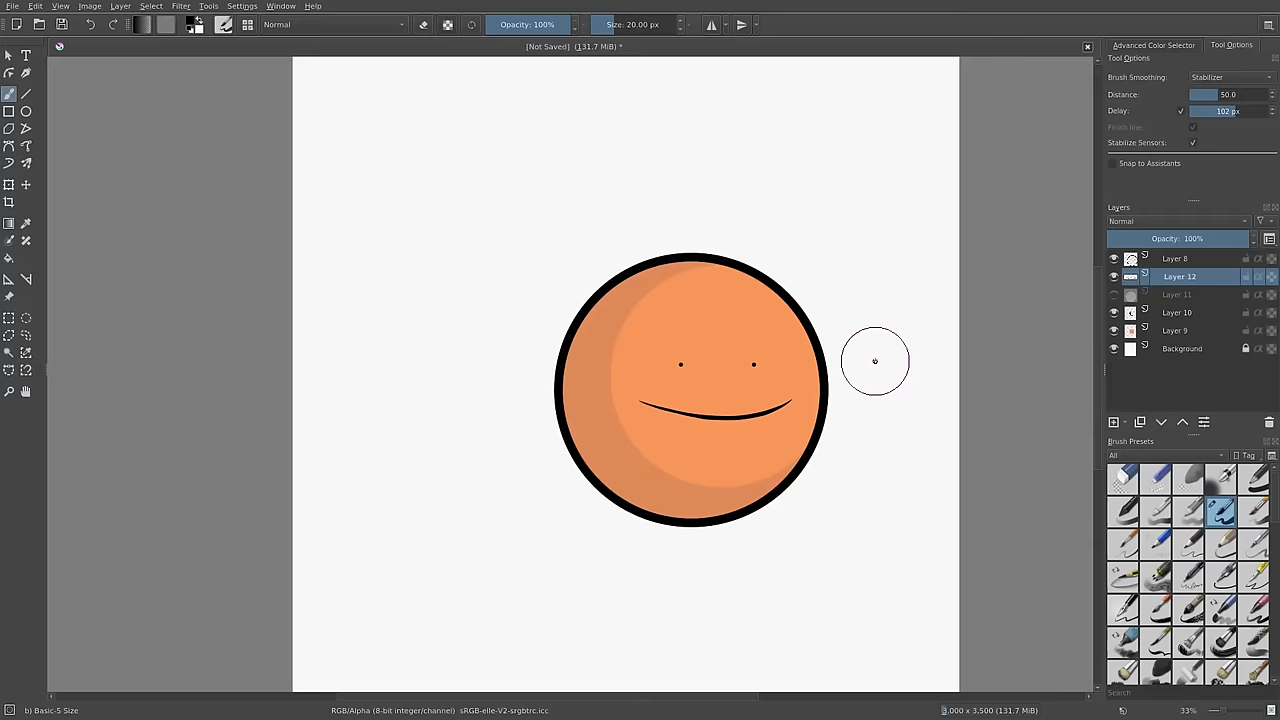 File Edit View Image Layer Select Filter Tools Settings Window Help
Normal Opacity: 100% Size: 20.00 px
[Not Saved] (131.7 MiB) *
Advanced Color Selector Tool Options
Tool Options
Brush Smoothing: Stabilizer
Distance: 50.0
Delay: 102 px
Finish line:
Stabilize Sensors:
Snap to Assistants
Layers
Normal
Opacity: 100%
Layer 8
Layer 12
Layer 11
Layer 10
Layer 9
Background
Brush Presets
All Tag
Search
b) Basic-5 Size RGB/Alpha (8-bit integer/channel) sRGB-elle-V2-srgbtrc.icc 3,000 x 3,500 (131.7 MiB) 33%